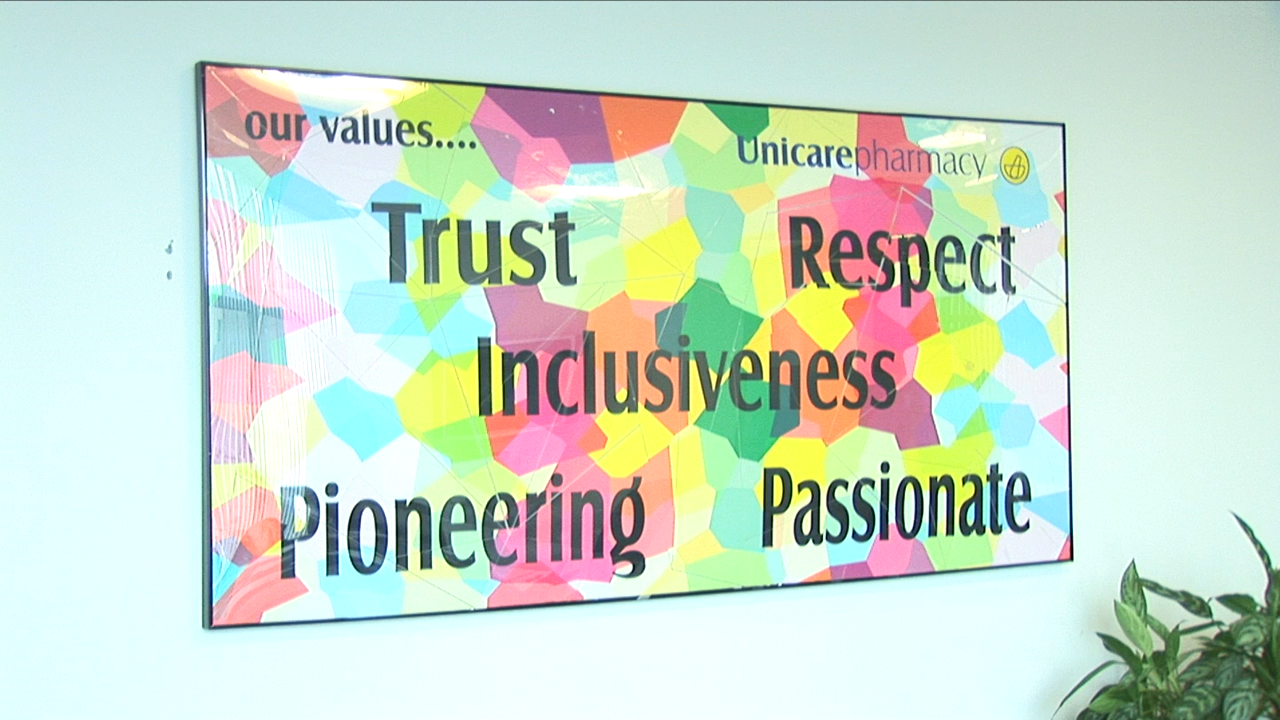 our values....
Unicarepharmacy
Trust
Respect
Inclusiveness
Pioneering
Passionate